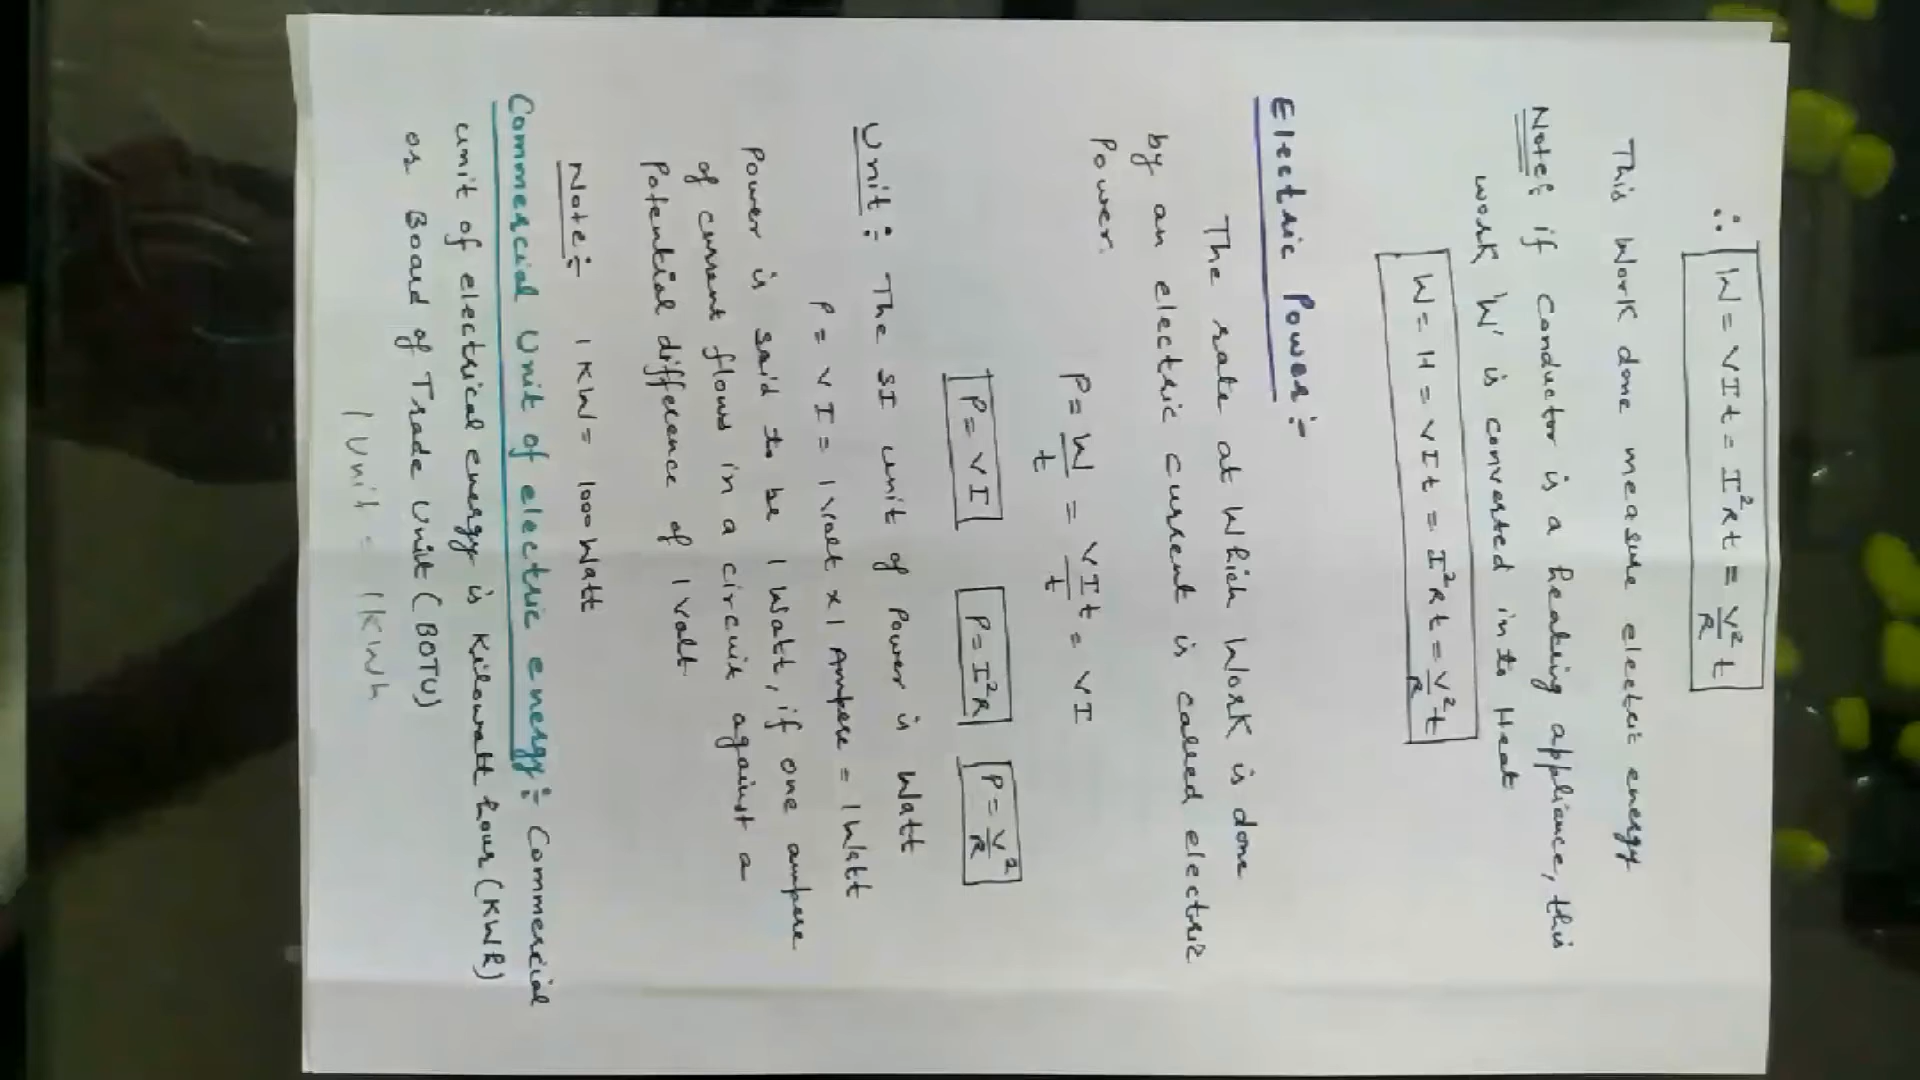 ∴ W = VIt = I²Rt = V²/R t
This Work done measure electric energy
Note: if conductor is a heating appliance, this
work 'W' is converted in to Heat
W = H = VIt = I²Rt = V²/R t
Electric Power:-
The rate at which Work is done
by an electric current is called electric
Power.
P = W/t = VIt/t = VI
P = VI P = I²R P = V²/R
Unit:- The SI unit of Power is Watt
P = VI = 1 Volt x 1 Ampere = 1 Watt
Power is said to be 1 Watt, if one ampere
of current flows in a circuit against a
Potential difference of 1 Volt.
Note:- 1 KW = 1000 Watt
Commercial Unit of electric energy:- Commercial
unit of electrical energy is Kilowatt hour (KWh)
or Board of Trade Unit (BOTU)
1 Unit = 1 KWh